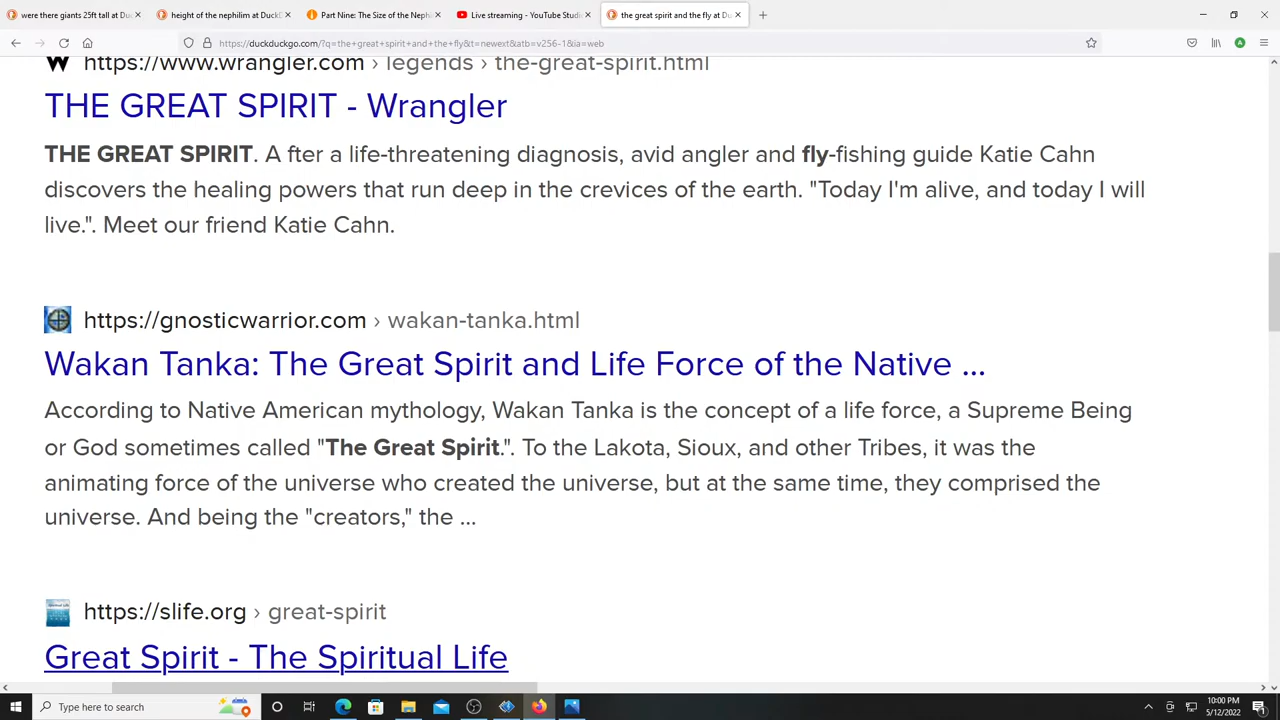 were there giants 25ft tall at Duc
height of the nephilim at DuckD
Part Nine: The Size of the Neph
Live streaming - YouTube Studi
the great spirit and the fly at Du
https://duckduckgo.com/?q=the+great+spirit+and+the+fly&t=newext&atb=v256-1&ia=web
https://www.wrangler.com › legends › the-great-spirit.html
THE GREAT SPIRIT - Wrangler
THE GREAT SPIRIT. A fter a life-threatening diagnosis, avid angler and fly-fishing guide Katie Cahn
discovers the healing powers that run deep in the crevices of the earth. "Today I'm alive, and today I will
live.". Meet our friend Katie Cahn.
https://gnosticwarrior.com › wakan-tanka.html
Wakan Tanka: The Great Spirit and Life Force of the Native ...
According to Native American mythology, Wakan Tanka is the concept of a life force, a Supreme Being
or God sometimes called "The Great Spirit.". To the Lakota, Sioux, and other Tribes, it was the
animating force of the universe who created the universe, but at the same time, they comprised the
universe. And being the "creators," the ...
https://slife.org › great-spirit
Great Spirit - The Spiritual Life
Type here to search
10:00 PM
5/12/2022